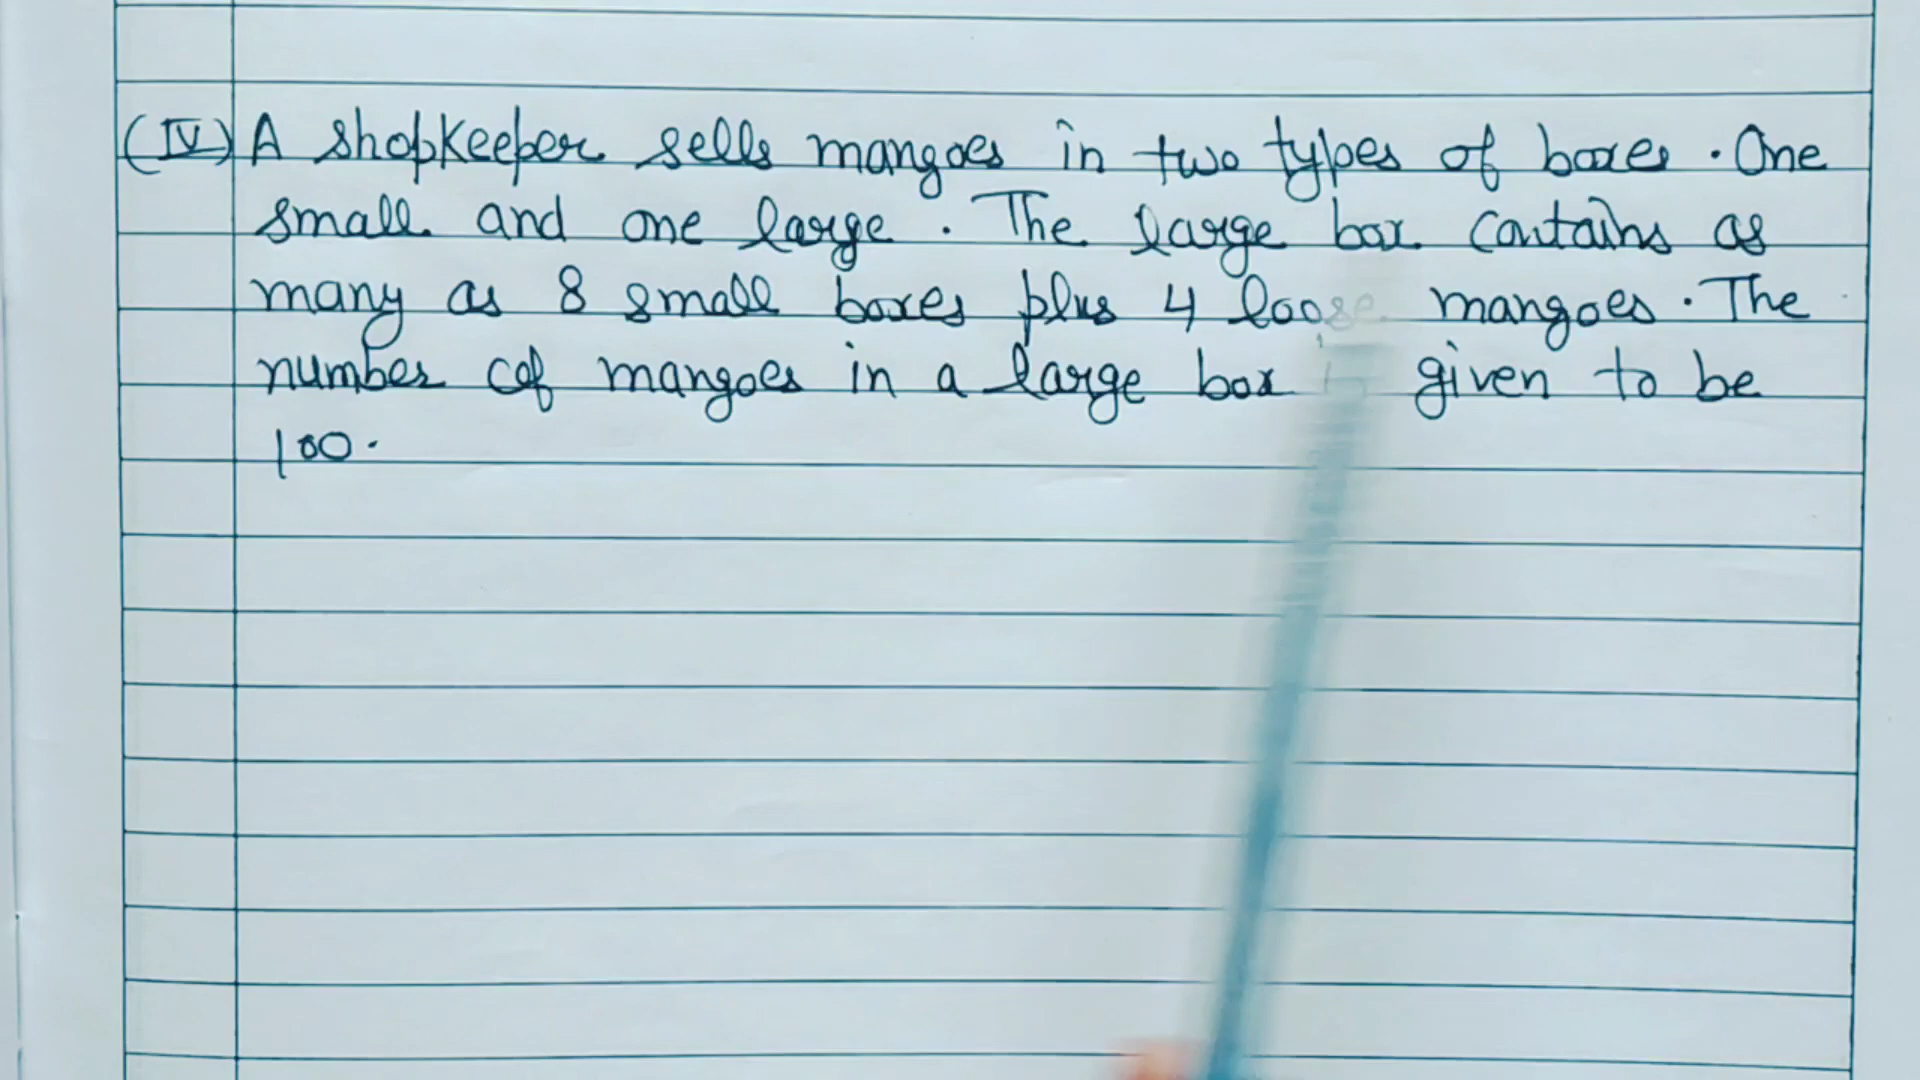 (IV) A shopkeeper sells mangoes in two types of boxes. One
small and one large. The large box contains as
many as 8 small boxes plus 4 loose mangoes. The
number of mangoes in a large box given to be
100.